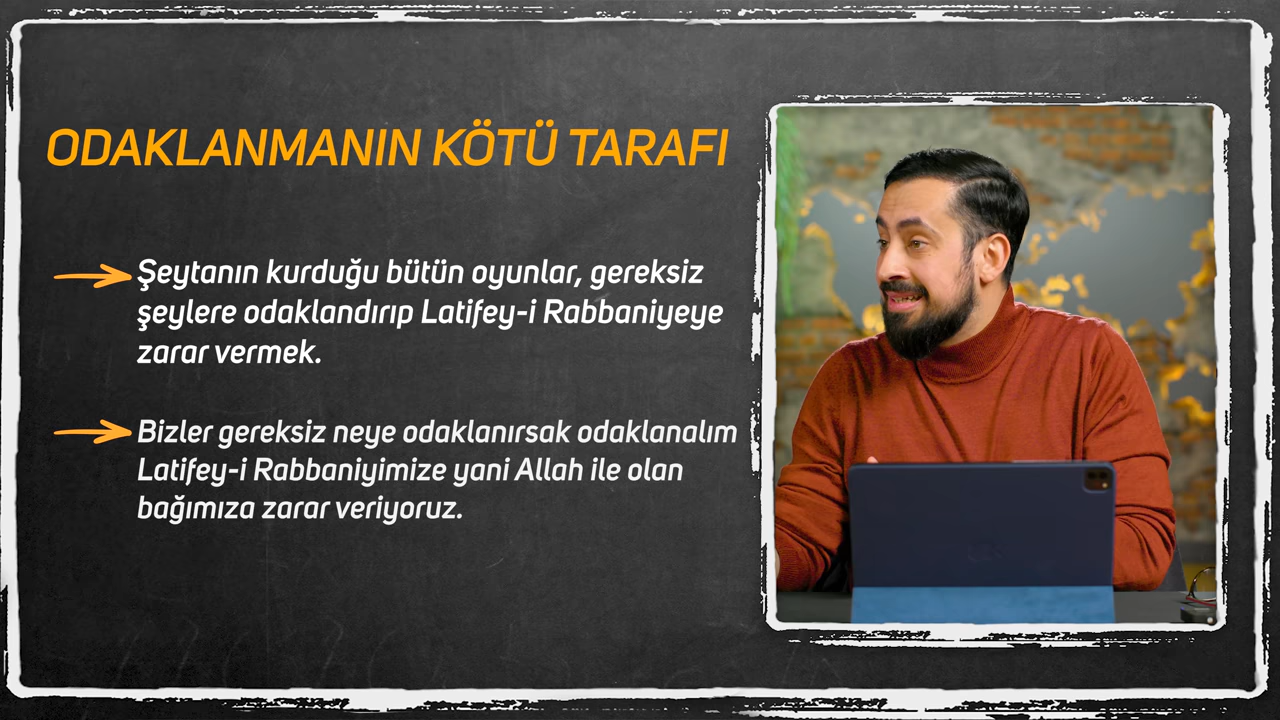 ODAKLANMANIN KÖTÜ TARAFI
Şeytanın kurduğu bütün oyunlar, gereksiz
şeylere odaklandırıp Latifey-i Rabbaniyeye
zarar vermek.
Bizler gereksiz neye odaklanırsak odaklanalım
Latifey-i Rabbaniyimize yani Allah ile olan
bağımıza zarar veriyoruz.